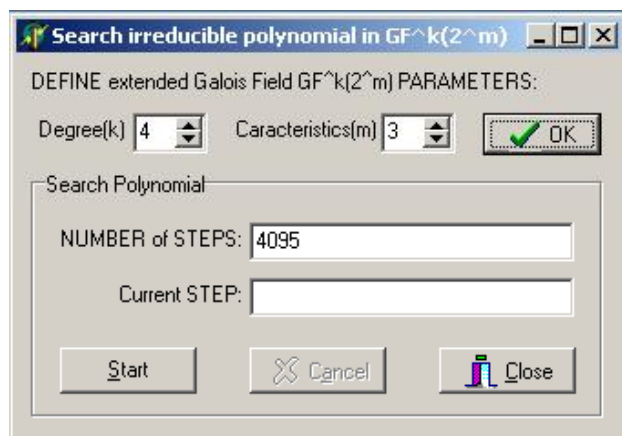 Search irreducible polynomial in GF^k(2^m)
DEFINE extended Galois Field GF^k(2^m) PARAMETERS:
Degree(k) 4 Caracteristics(m) 3 OK
Search Polynomial
NUMBER of STEPS: 4095
Current STEP:
Start Cancel Close